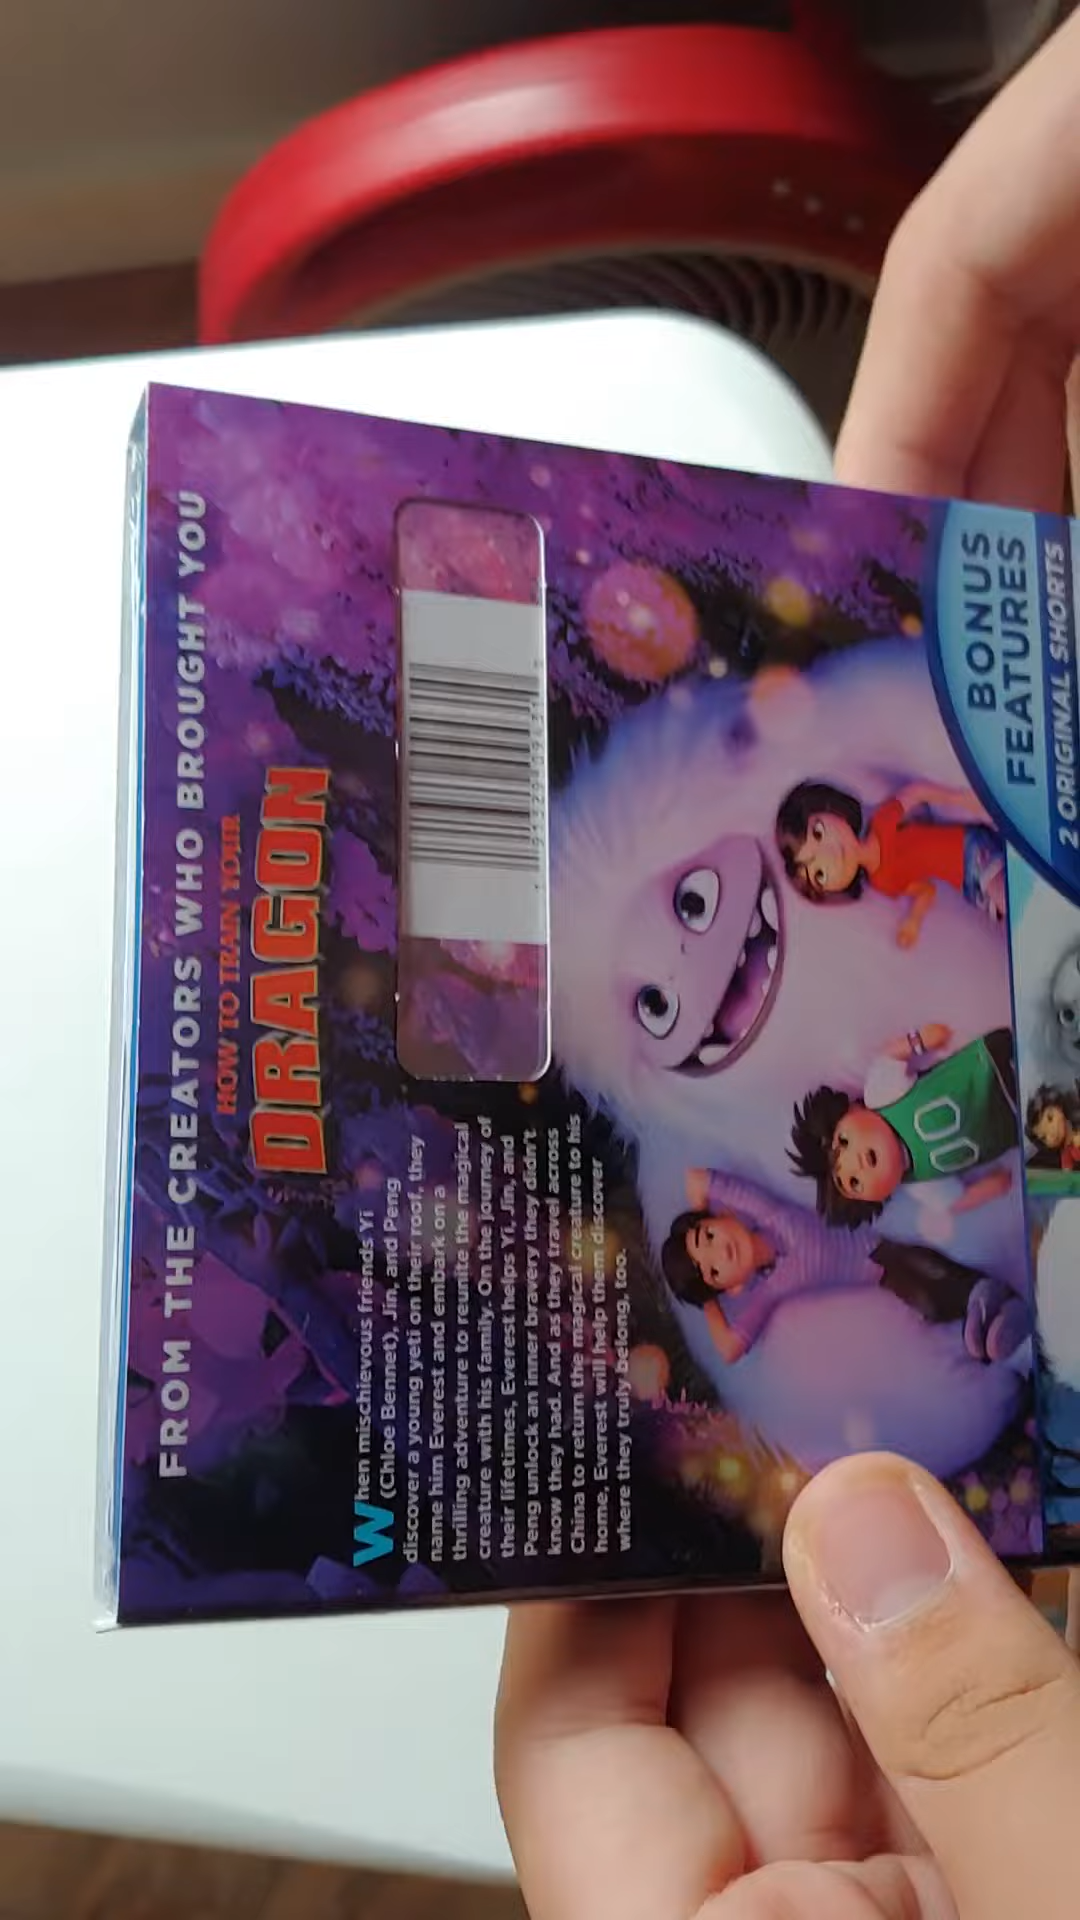 FROM THE CREATORS WHO BROUGHT YOU
HOW TO TRAIN YOUR
DRAGON
When mischievous friends Yi
(Chloe Bennet), Jin, and Peng
discover a young yeti on their roof, they
name him Everest and embark on a
thrilling adventure to reunite the magical
creature with his family. On the journey of
their lifetimes, Everest helps Yi, Jin, and
Peng unlock an inner bravery they didn't
know they had. And as they travel across
China to return the magical creature to his
home, Everest will help them discover
where they truly belong, too.
BONUS
FEATURES
2 ORIGINAL SHORTS
00